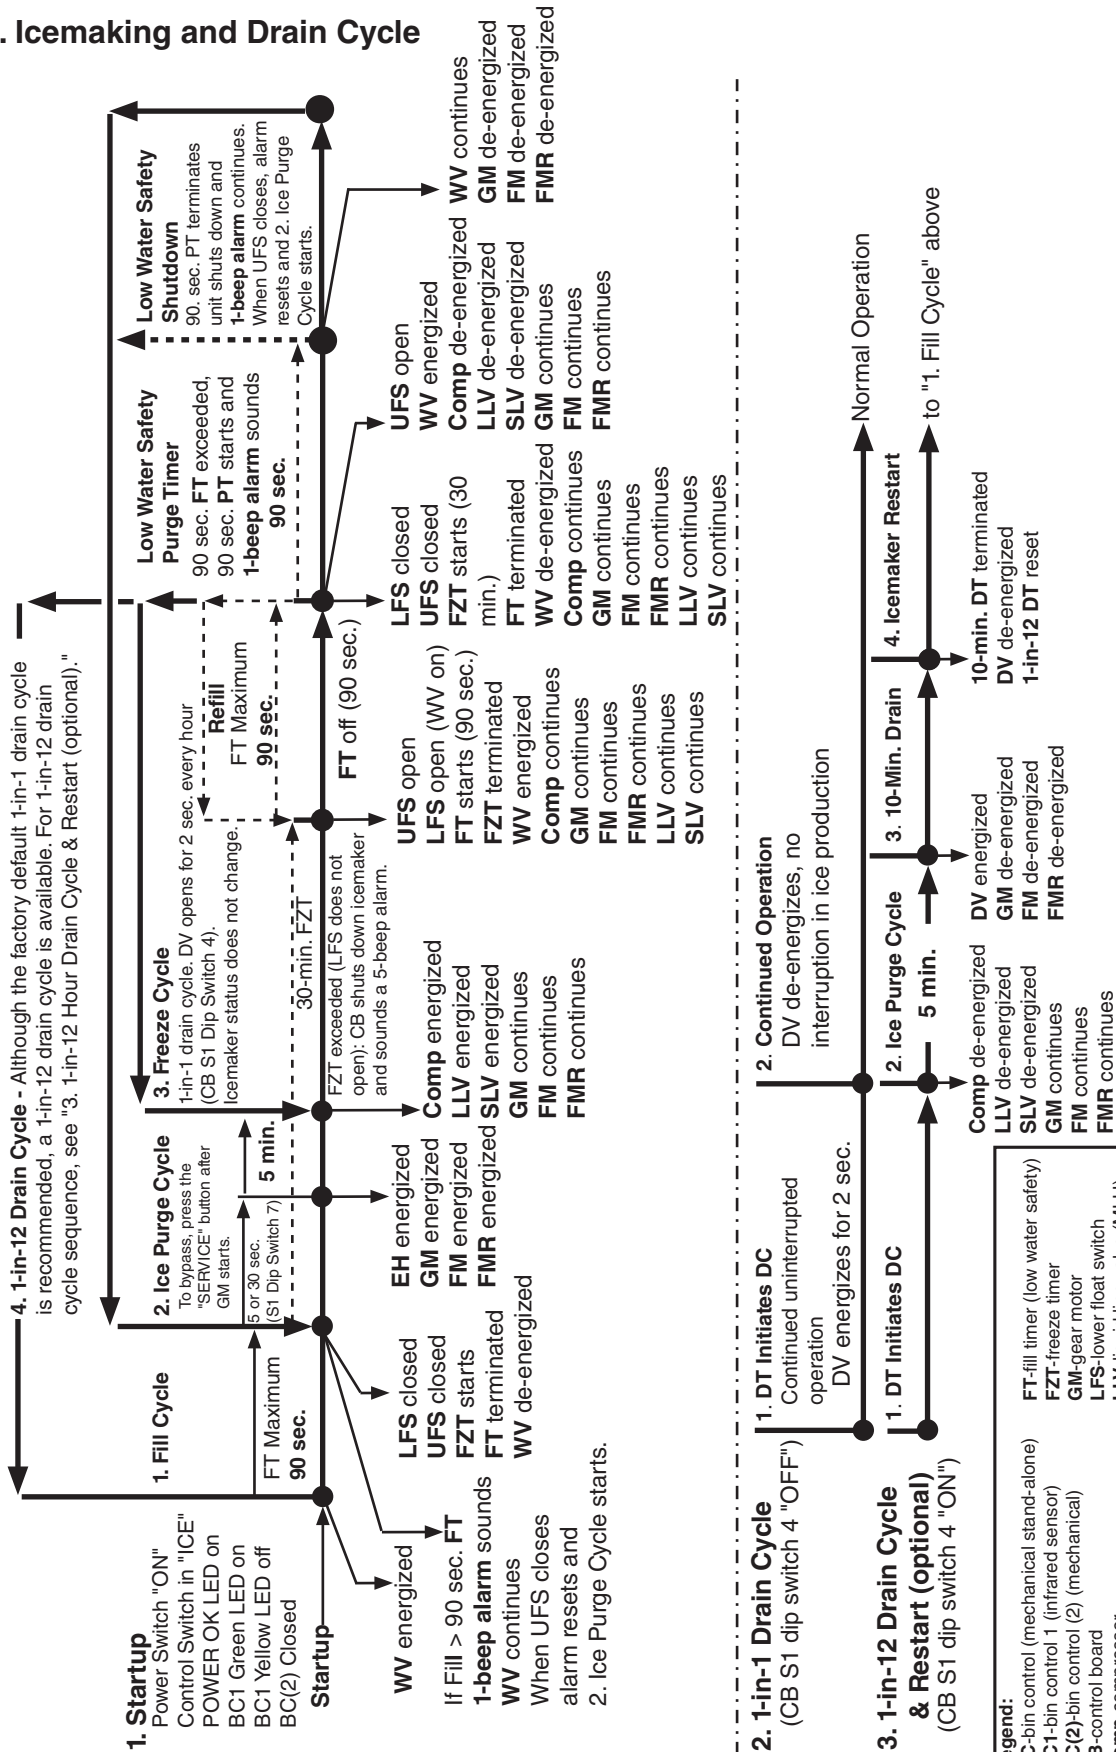 . Icemaking and Drain Cycle
4. 1-in-12 Drain Cycle - Although the factory default 1-in-1 drain cycle
is recommended, a 1-in-12 drain cycle is available. For 1-in-12 drain
cycle sequence, see "3. 1-in-12 Hour Drain Cycle & Restart (optional)."
1. Startup
Power Switch "ON"
Control Switch in "ICE"
POWER OK LED on
BC1 Green LED on
BC1 Yellow LED off
BC(2) Closed
Startup
1. Fill Cycle
FT Maximum
90 sec.
WV energized
If Fill > 90 sec. FT
1-beep alarm sounds
WV continues
When UFS closes
alarm resets and
2. Ice Purge Cycle starts.
LFS closed
UFS closed
FZT starts
FT terminated
WV de-energized
2. Ice Purge Cycle
To bypass, press the
"SERVICE" button after
GM starts.
5 or 30 sec.
(S1 Dip Switch 7)
5 min.
EH energized
GM energized
FM energized
FMR energized
3. Freeze Cycle
1-in-1 drain cycle. DV opens for 2 sec. every hour
(CB S1 Dip Switch 4).
Icemaker status does not change.
30-min. FZT
FZT exceeded (LFS does not
open): CB shuts down icemaker
and sounds a 5-beep alarm.
Comp energized
LLV energized
SLV energized
GM continues
FM continues
FMR continues
Refill
FT Maximum
90 sec.
FT off (90 sec.)
UFS open
LFS open (WV on)
FT starts (90 sec.)
FZT terminated
WV energized
Comp continues
GM continues
FM continues
FMR continues
LLV continues
SLV continues
LFS closed
UFS closed
FZT starts (30
min.)
FT terminated
WV de-energized
Comp continues
GM continues
FM continues
FMR continues
LLV continues
SLV continues
Low Water Safety
Purge Timer
90 sec. FT exceeded,
90 sec. PT starts and
1-beep alarm sounds
90 sec.
UFS open
WV energized
Comp de-energized
LLV de-energized
SLV de-energized
GM continues
FM continues
FMR continues
Low Water Safety
Shutdown
90. sec. PT terminates
unit shuts down and
1-beep alarm continues.
When UFS closes, alarm
resets and 2. Ice Purge
Cycle starts.
WV continues
GM de-energized
FM de-energized
FMR de-energized
2. 1-in-1 Drain Cycle
(CB S1 dip switch 4 "OFF")
1. DT Initiates DC
Continued uninterrupted
operation
DV energizes for 2 sec.
2. Continued Operation
DV de-energizes, no
interruption in ice production
Normal Operation
3. 1-in-12 Drain Cycle
& Restart (optional)
(CB S1 dip switch 4 "ON")
1. DT Initiates DC
2. Ice Purge Cycle
5 min.
Comp de-energized
LLV de-energized
SLV de-energized
GM continues
FM continues
FMR continues
3. 10-Min. Drain
DV energized
GM de-energized
FM de-energized
FMR de-energized
4. Icemaker Restart
10-min. DT terminated
DV de-energized
1-in-12 DT reset
to "1. Fill Cycle" above
egend:
C-bin control (mechanical stand-alone)
C1-bin control 1 (infrared sensor)
C(2)-bin control (2) (mechanical)
B-control board
FT-fill timer (low water safety)
FZT-freeze timer
GM-gear motor
LFS-lower float switch